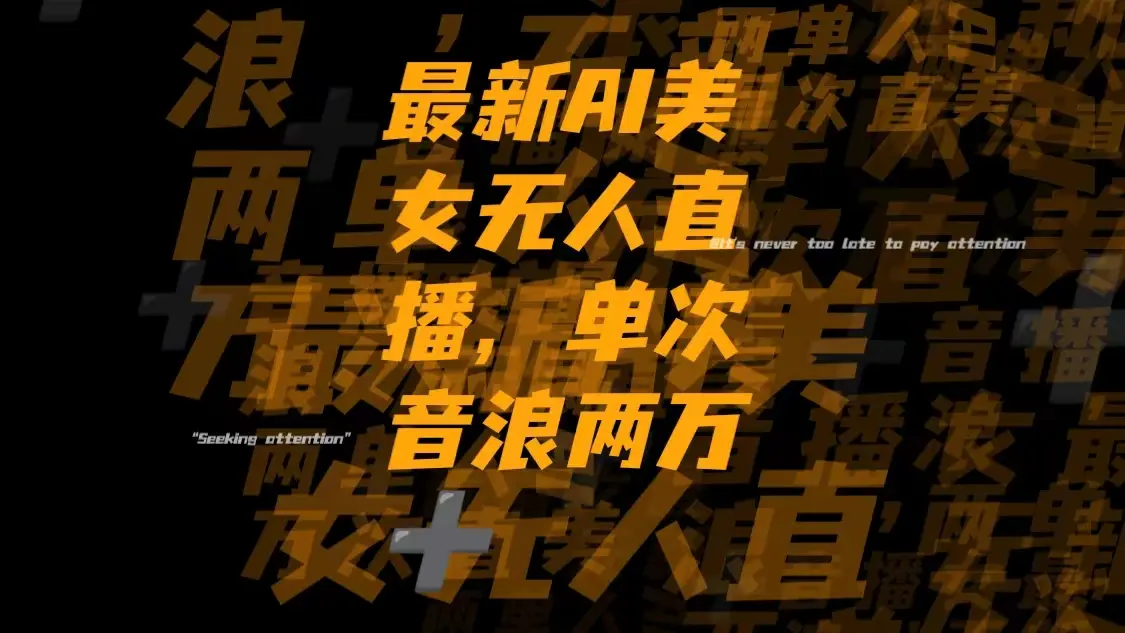 最新AI美
女无人直
播，单次
音浪两万
It's never too late to pay attention
"Seeking attention"